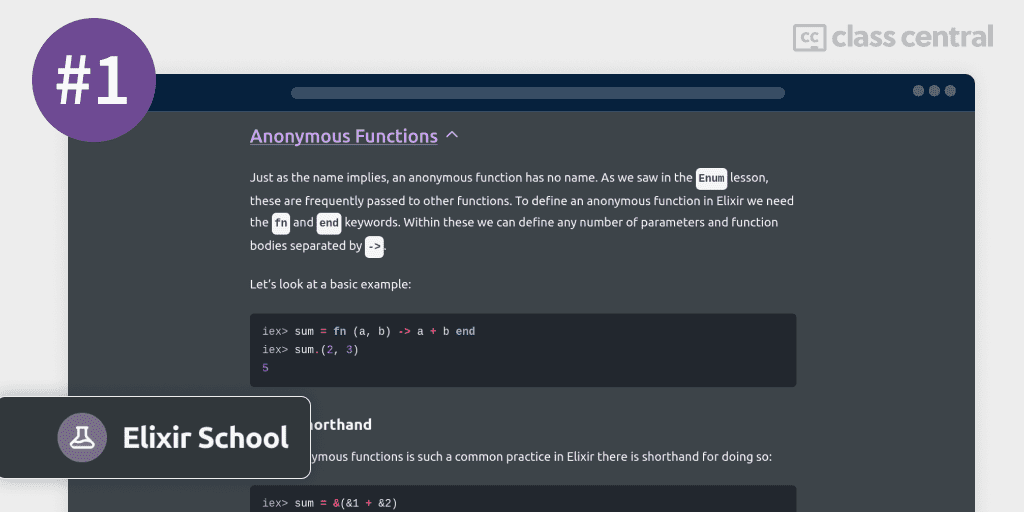 #1
cc class central
Anonymous Functions
Just as the name implies, an anonymous function has no name. As we saw in the Enum lesson,
these are frequently passed to other functions. To define an anonymous function in Elixir we need
the fn and end keywords. Within these we can define any number of parameters and function
bodies separated by ->.
Let's look at a basic example:
iex> sum = fn (a, b) -> a + b end
iex> sum.(2, 3)
5
Elixir School
horthand
ymous functions is such a common practice in Elixir there is shorthand for doing so:
iex> sum = &(&1 + &2)